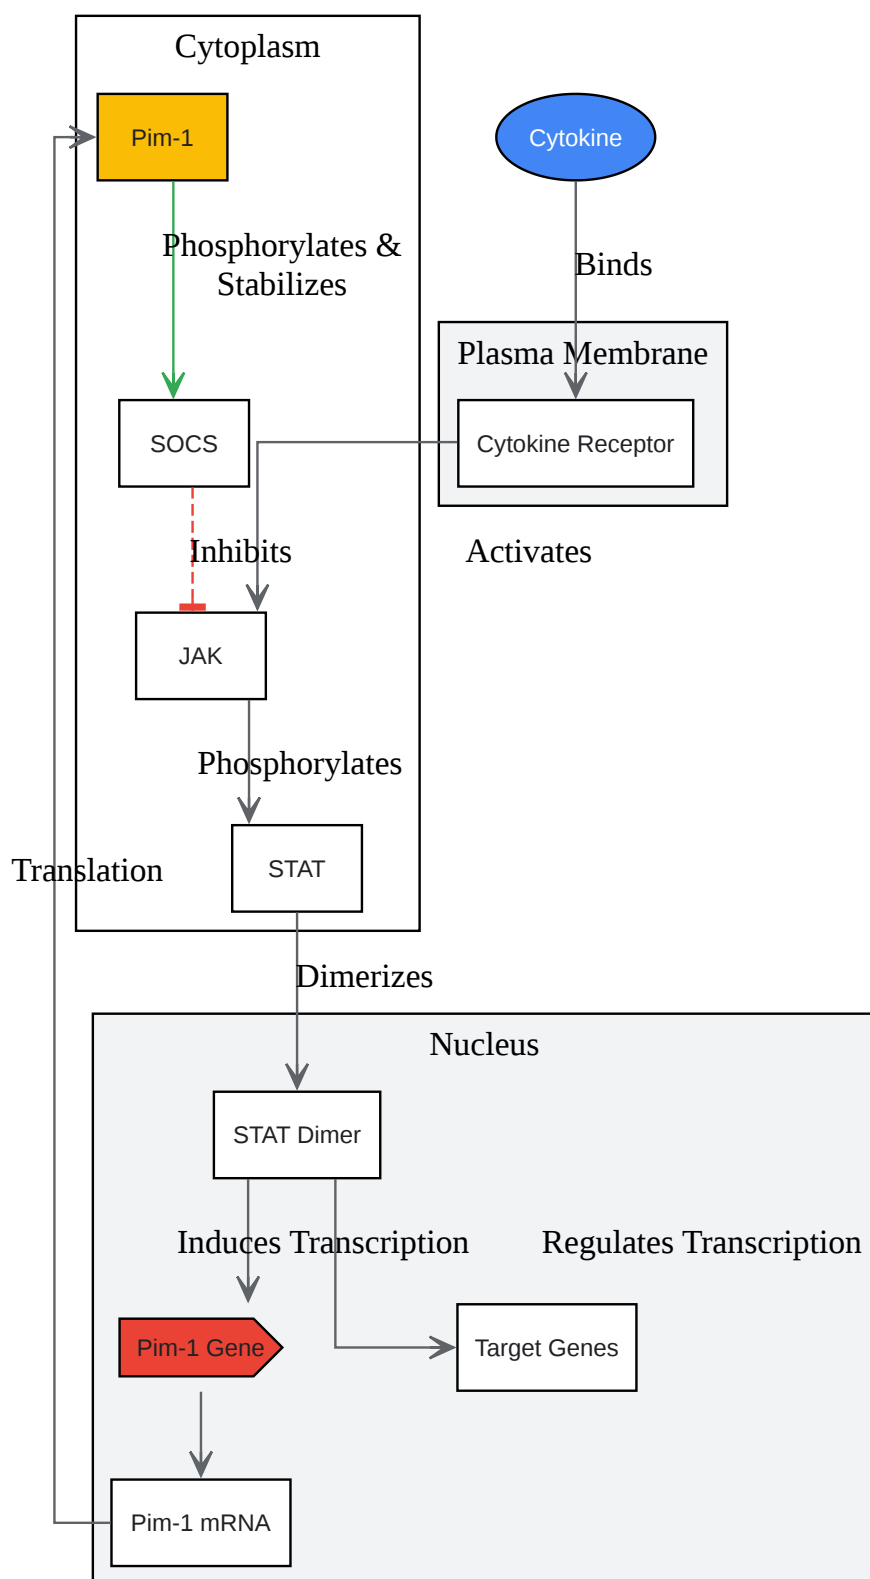 Cytoplasm
Pim-1
Cytokine
Phosphorylates &
Stabilizes
Binds
Plasma Membrane
SOCS
Cytokine Receptor
Inhibits
Activates
JAK
Phosphorylates
Translation
STAT
Dimerizes
Nucleus
STAT Dimer
Induces Transcription
Regulates Transcription
Pim-1 Gene
Target Genes
Pim-1 mRNA